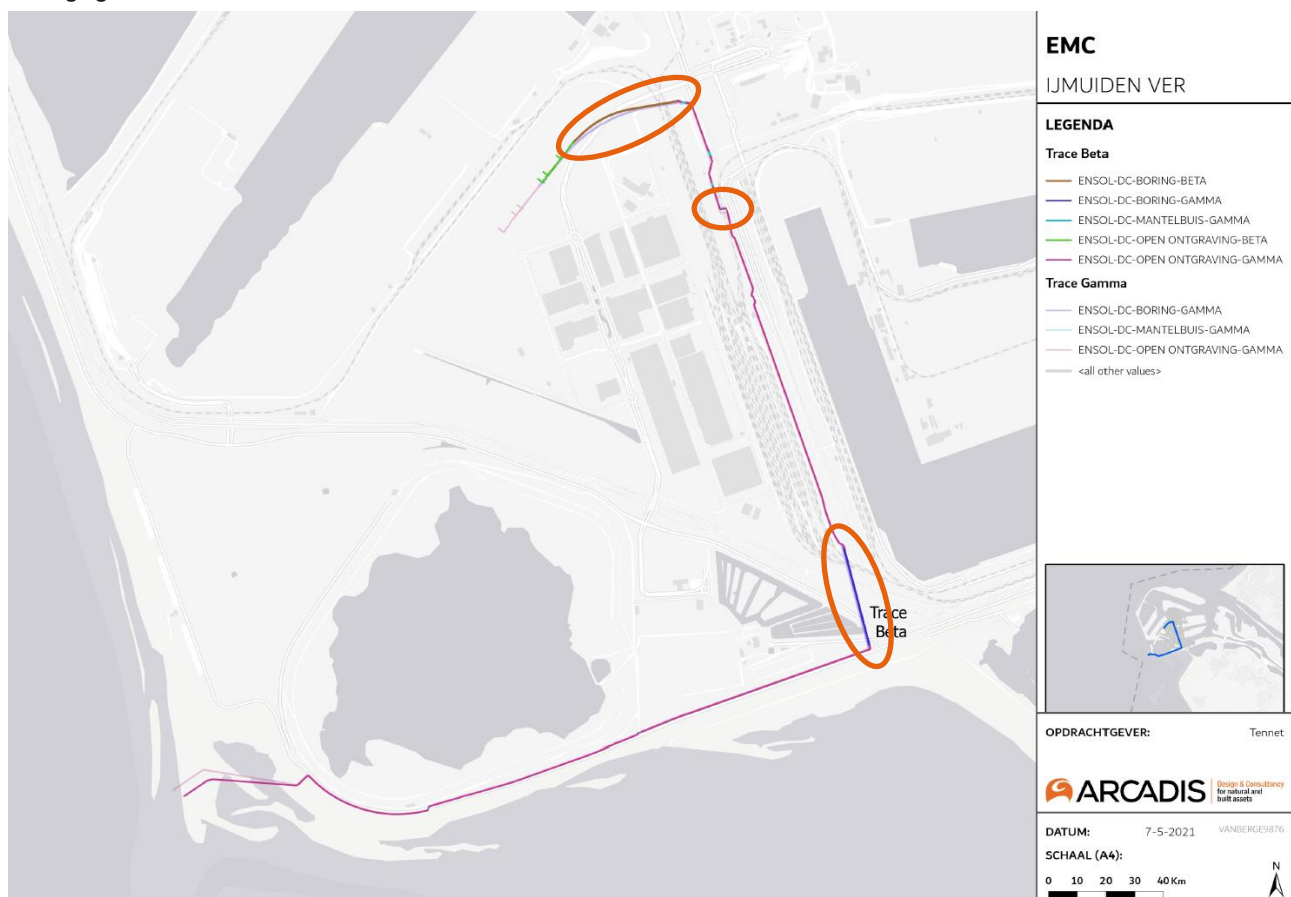 Trace
Beta
EMC
IJMUIDEN VER
LEGENDA
Trace Beta
ENSOL-DC-BORING-BETA
ENSOL-DC-BORING-GAMMA
ENSOL-DC-MANTELBUIS-GAMMA
ENSOL-DC-OPEN ONTGRAVING-BETA
ENSOL-DC-OPEN ONTGRAVING-GAMMA
Trace Gamma
ENSOL-DC-BORING-GAMMA
ENSOL-DC-MANTELBUIS-GAMMA
ENSOL-DC-OPEN ONTGRAVING-GAMMA
<all other values>
OPDRACHTGEVER: Tennet
ARCADIS
Design & Consultancy
for natural and
built assets
DATUM: 7-5-2021 VANBERGE9876
SCHAAL (A4):
N
0 10 20 30 40 Km